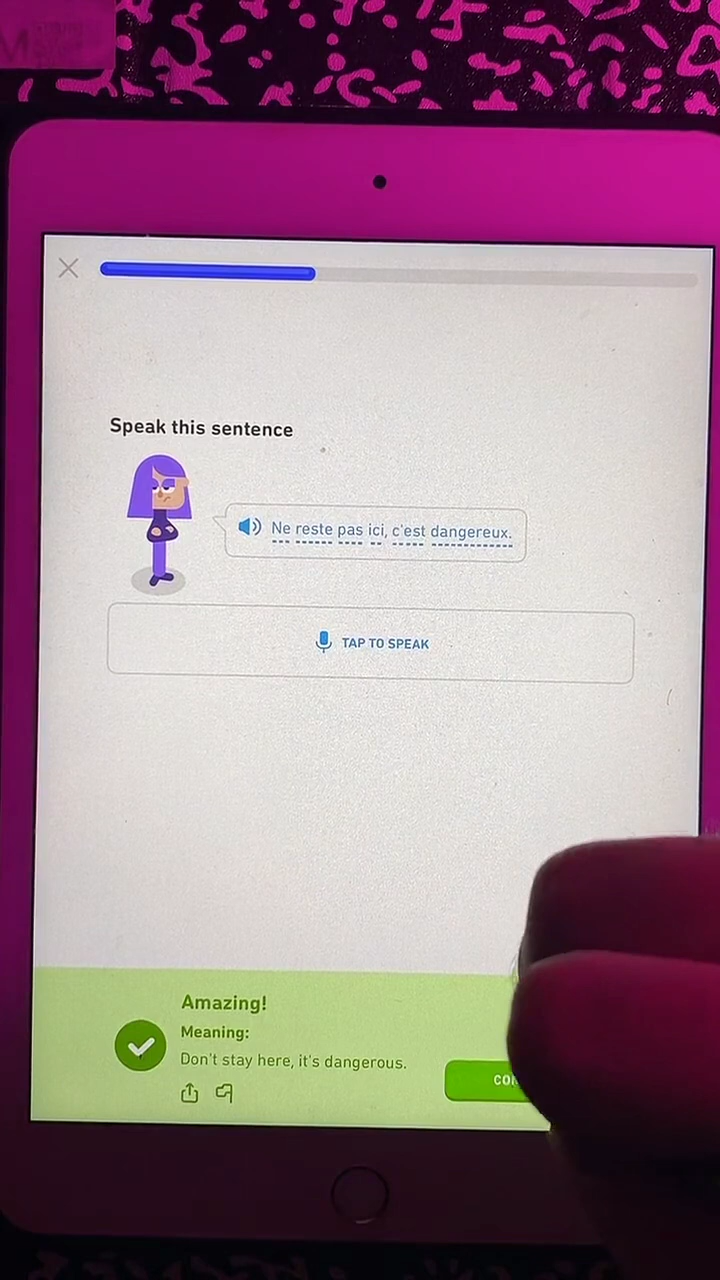 Speak this sentence
Ne reste pas ici, c'est dangereux.
TAP TO SPEAK
Amazing!
Meaning:
Don't stay here, it's dangerous.